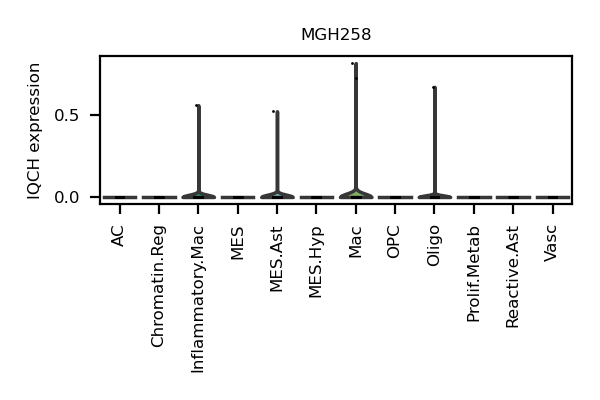 MGH258
IQCH expression
0.5
0.0
AC
Chromatin.Reg
Inflammatory.Mac
MES
MES.Ast
MES.Hyp
Mac
OPC
Oligo
Prolif.Metab
Reactive.Ast
Vasc